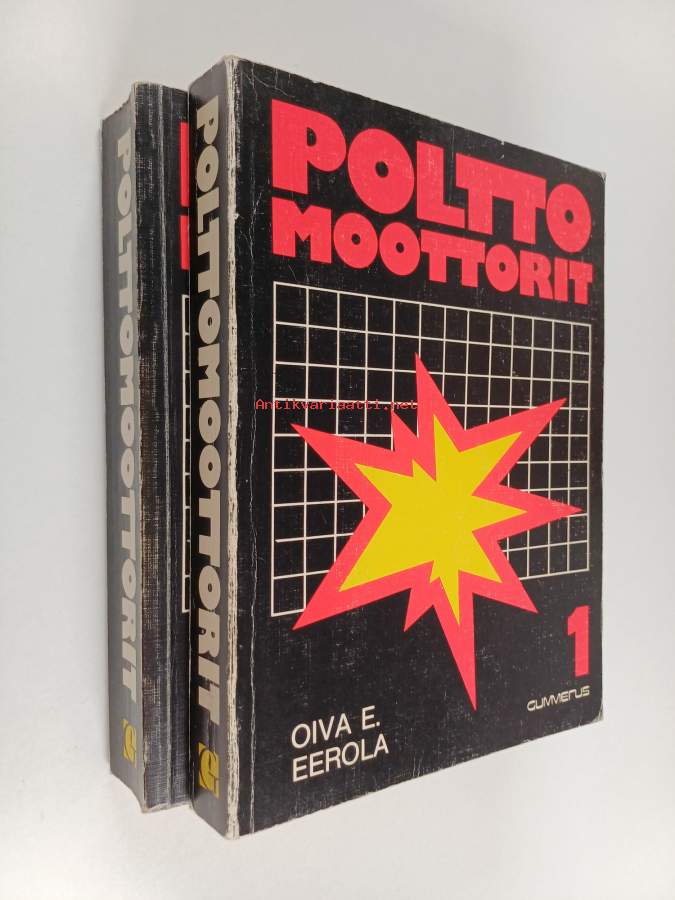 POLTTOMOOTTORIT
POLTTOMOOTTORIT
POLTTO
MOOTTORIT
Antikvariaatti.net
1
GUMMERUS
OIVA E.
EEROLA